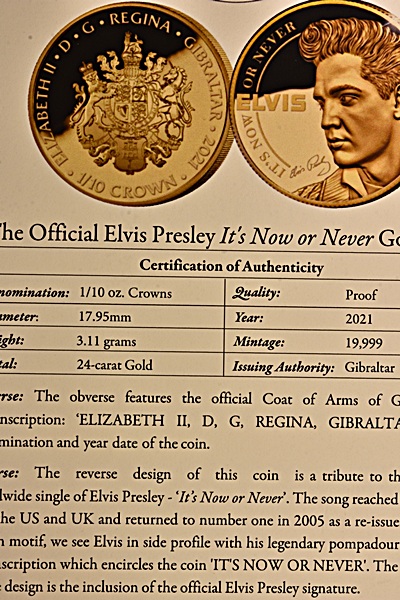 ELIZABETH II • D • G • REGINA • GIBRALTAR • 2021
1/10 CROWN
OR NEVER
ELVIS
IT'S NOW
Elvis Presley
The Official Elvis Presley It's Now or Never Go
Certification of Authenticity
nomination: 1/10 oz. Crowns Quality: Proof
meter: 17.95mm Year: 2021
ight: 3.11 grams Mintage: 19,999
tal: 24-carat Gold Issuing Authority: Gibraltar
erse: The obverse features the official Coat of Arms of G
nscription: 'ELIZABETH II, D, G, REGINA, GIBRALTA
mination and year date of the coin.
rse: The reverse design of this coin is a tribute to th
dwide single of Elvis Presley - 'It's Now or Never'. The song reached
he US and UK and returned to number one in 2005 as a re-issue
n motif, we see Elvis in side profile with his legendary pompadour
scription which encircles the coin 'IT'S NOW OR NEVER'. The
e design is the inclusion of the official Elvis Presley signature.